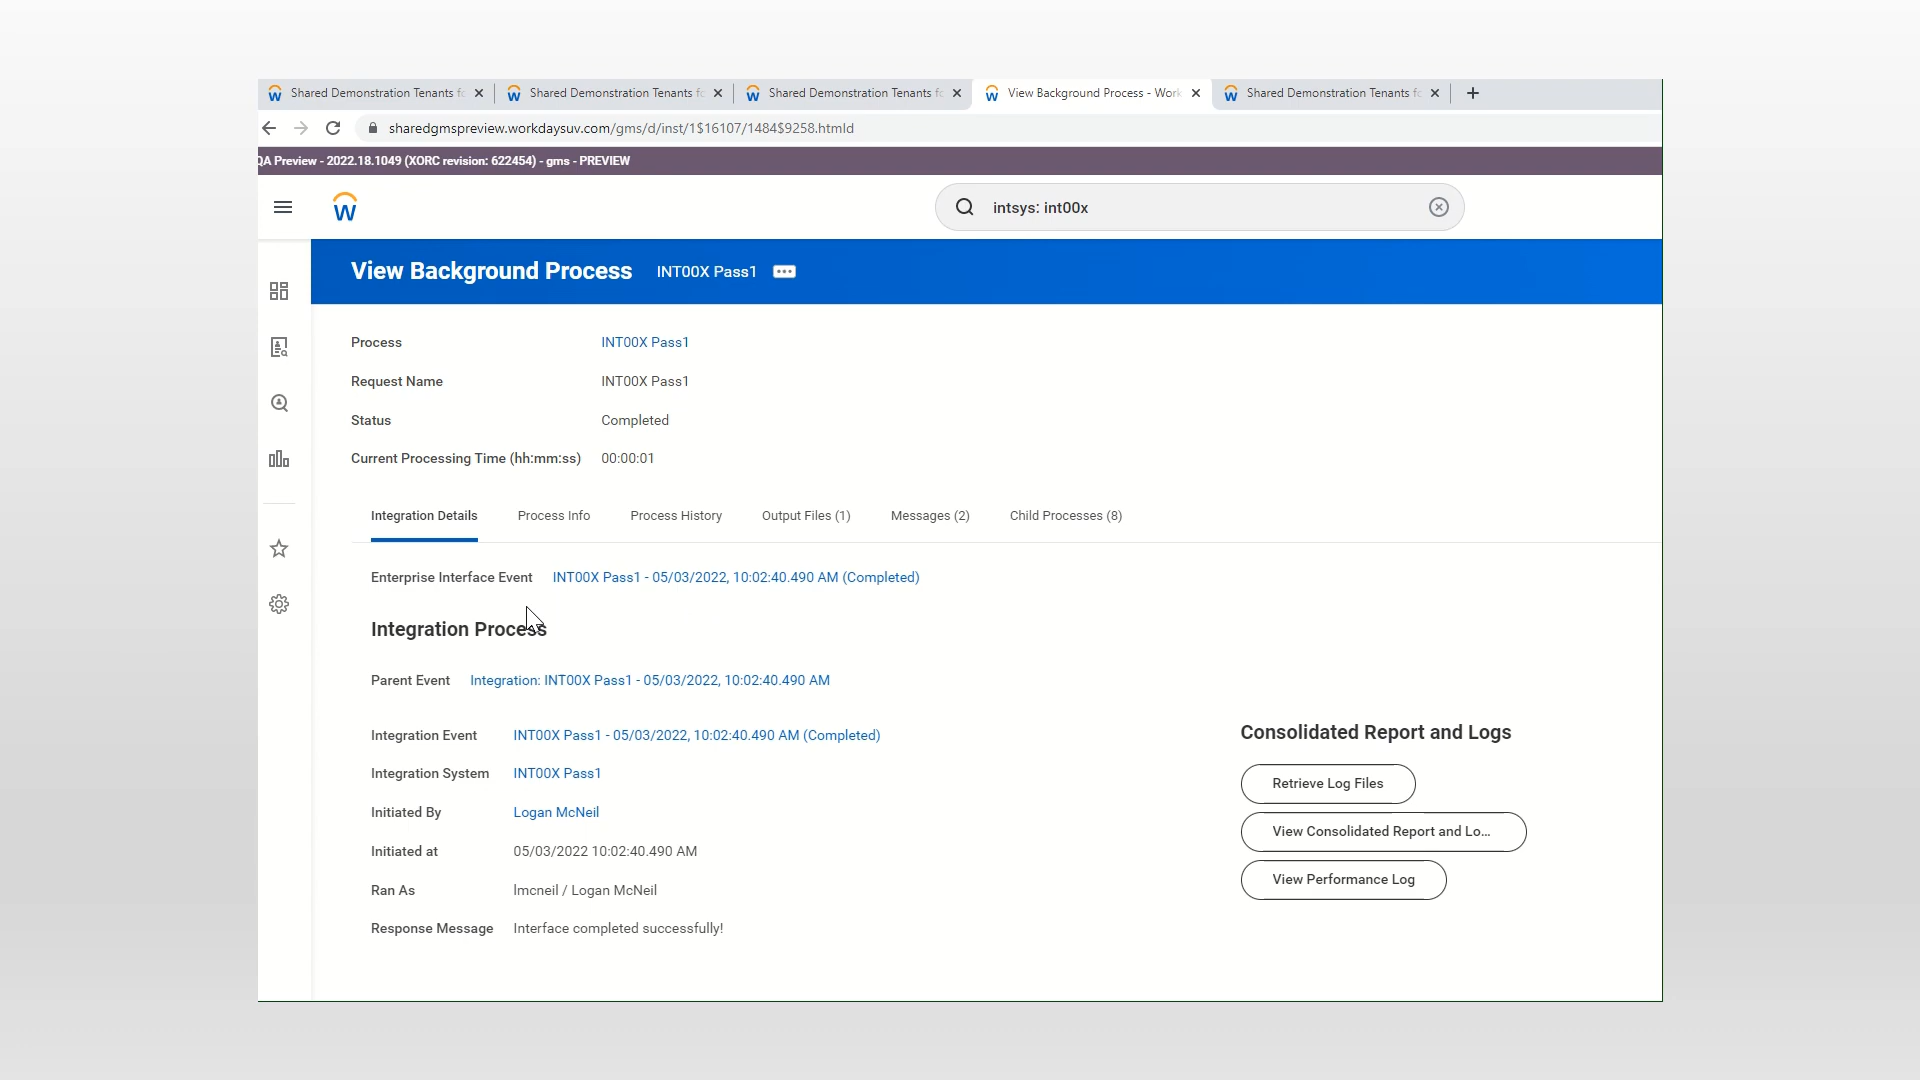 Shared Demonstration Tenants fo
Shared Demonstration Tenants fo
Shared Demonstration Tenants fo
View Background Process - Work
Shared Demonstration Tenants fo
sharedgmspreview.workdaysuv.com/gms/d/inst/1$16107/1484$9258.htmld
QA Preview - 2022.18.1049 (XORC revision: 622454) - gms - PREVIEW
W
intsys: int00x
View Background Process INT00X Pass1
Process INT00X Pass1
Request Name INT00X Pass1
Status Completed
Current Processing Time (hh:mm:ss) 00:00:01
Integration Details Process Info Process History Output Files (1) Messages (2) Child Processes (8)
Enterprise Interface Event INT00X Pass1 - 05/03/2022, 10:02:40.490 AM (Completed)
Integration Process
Parent Event Integration: INT00X Pass1 - 05/03/2022, 10:02:40.490 AM
Integration Event INT00X Pass1 - 05/03/2022, 10:02:40.490 AM (Completed)
Integration System INT00X Pass1
Initiated By Logan McNeil
Initiated at 05/03/2022 10:02:40.490 AM
Ran As lmcneil / Logan McNeil
Response Message Interface completed successfully!
Consolidated Report and Logs
Retrieve Log Files
View Consolidated Report and Lo...
View Performance Log